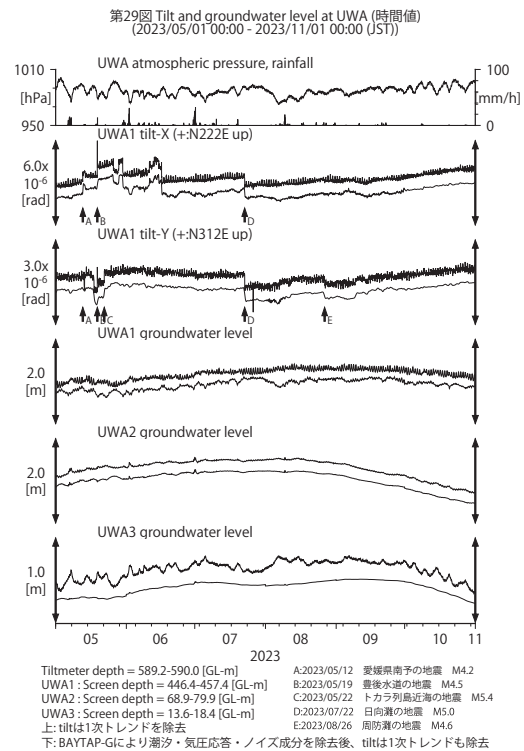 第29図 Tilt and groundwater level at UWA (時間値)
(2023/05/01 00:00 - 2023/11/01 00:00 (JST))
UWA atmospheric pressure, rainfall
1010
[hPa]
950
100
[mm/h]
0
UWA1 tilt-X (+:N222E up)
6.0x
10-6
[rad]
A
B
D
UWA1 tilt-Y (+:N312E up)
3.0x
10-6
[rad]
A
B
C
D
E
UWA1 groundwater level
2.0
[m]
UWA2 groundwater level
2.0
[m]
UWA3 groundwater level
1.0
[m]
05 06 07 08 09 10 11
2023
Tiltmeter depth = 589.2-590.0 [GL-m]
UWA1 : Screen depth = 446.4-457.4 [GL-m]
UWA2 : Screen depth = 68.9-79.9 [GL-m]
UWA3 : Screen depth = 13.6-18.4 [GL-m]
上: tiltは1次トレンドを除去
下: BAYTAP-Gにより潮汐・気圧応答・ノイズ成分を除去後、tiltは1次トレンドも除去
A:2023/05/12 愛媛県南予の地震 M4.2
B:2023/05/19 豊後水道の地震 M4.5
C:2023/05/22 トカラ列島近海の地震 M5.4
D:2023/07/22 日向灘の地震 M5.0
E:2023/08/26 周防灘の地震 M4.6